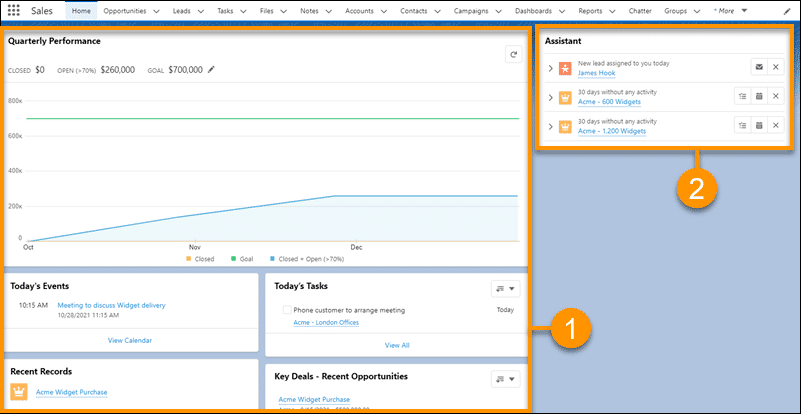 Sales Home Opportunities Leads Tasks Files Notes Accounts Contacts Campaigns Dashboards Reports Chatter Groups * More
Quarterly Performance
CLOSED $0 OPEN (>70%) $260,000 GOAL $700,000
800K
600K
400K
200K
0
Oct Nov Dec
Closed Goal Closed + Open (>70%)
Assistant
New lead assigned to you today
James Hook
30 days without any activity
Acme - 600 Widgets
30 days without any activity
Acme - 1,200 Widgets
2
Today's Events
10:15 AM Meeting to discuss Widget delivery
10/28/2021 11:15 AM
View Calendar
Today's Tasks
Phone customer to arrange meeting Today
Acme - London Offices
View All
1
Recent Records
Acme Widget Purchase
Key Deals - Recent Opportunities
Acme Widget Purchase